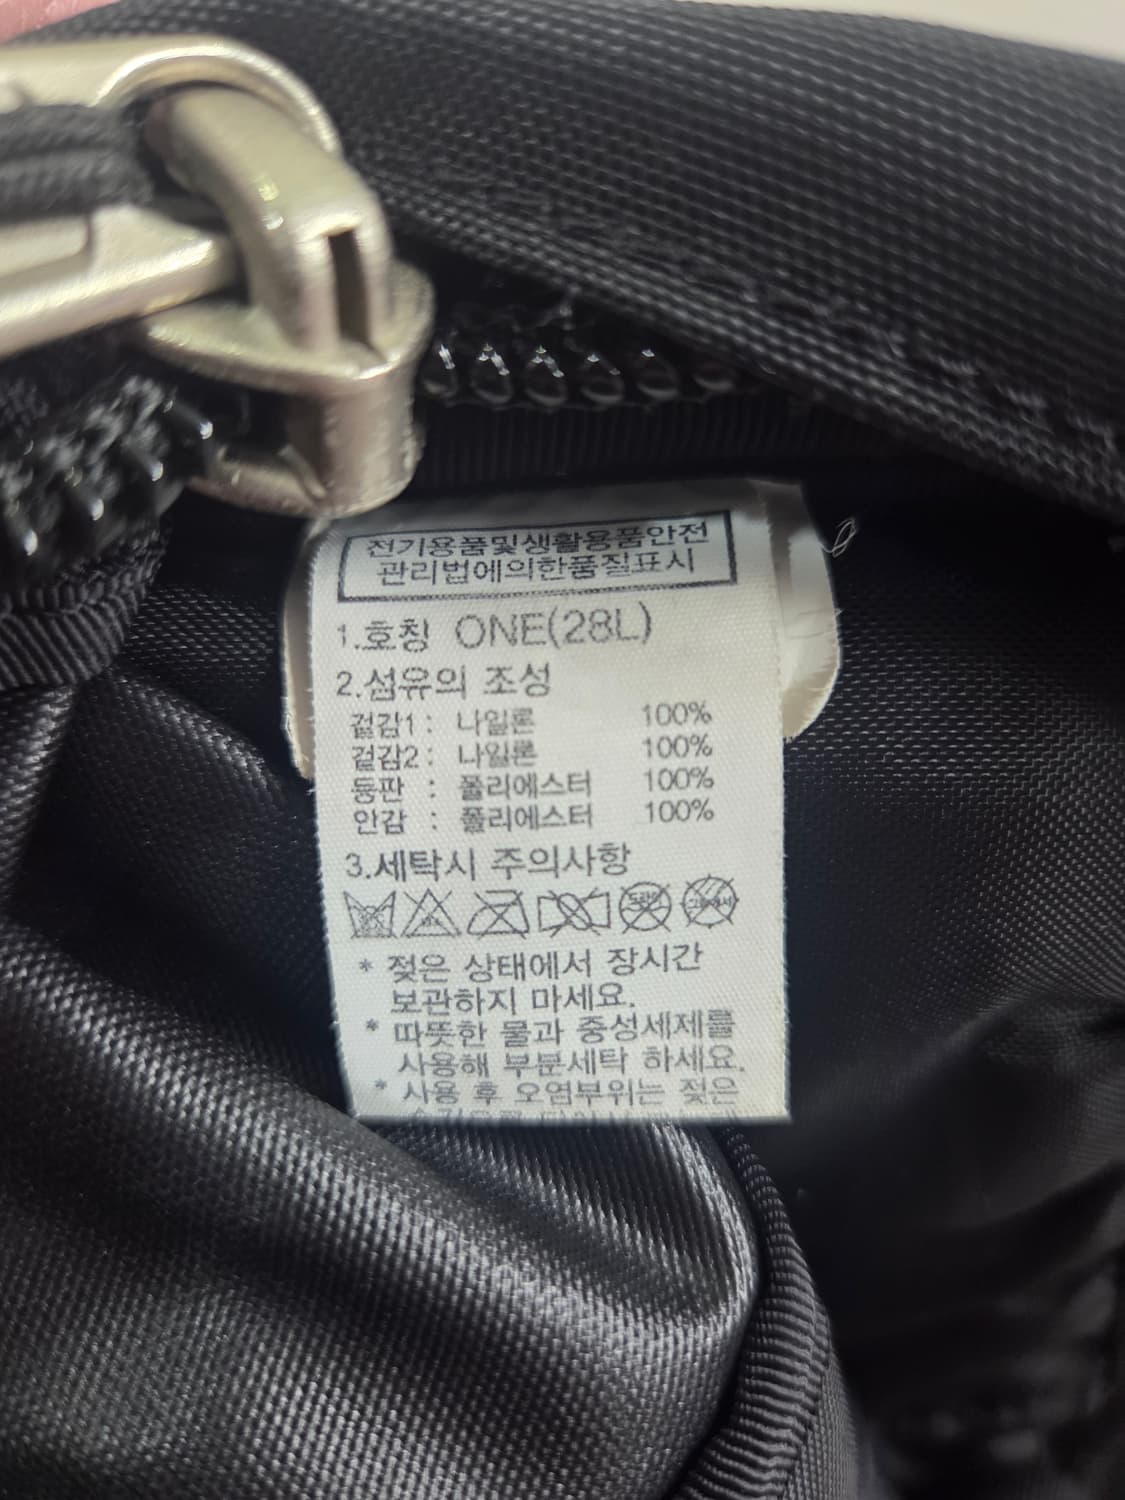 전기용품및생활용품안전
관리법에의한품질표시
1.호칭 ONE(28L)
2.섬유의 조성
겉감1 : 나일론 100%
겉감2 : 나일론 100%
등판 : 폴리에스터 100%
안감 : 폴리에스터 100%
3.세탁시 주의사항
* 젖은 상태에서 장시간
보관하지 마세요.
* 따뜻한 물과 중성세제를
사용해 부분세탁 하세요.
* 사용 후 오염부위는 젖은